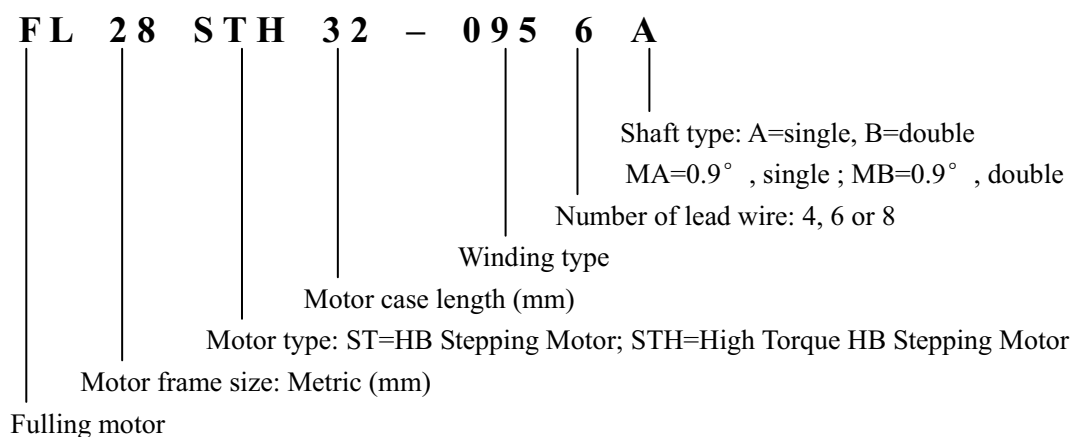 FL 28 STH 32 – 095 6 A
Shaft type: A=single, B=double
MA=0.9° , single ; MB=0.9° , double
Number of lead wire: 4, 6 or 8
Winding type
Motor case length (mm)
Motor type: ST=HB Stepping Motor; STH=High Torque HB Stepping Motor
Motor frame size: Metric (mm)
Fulling motor